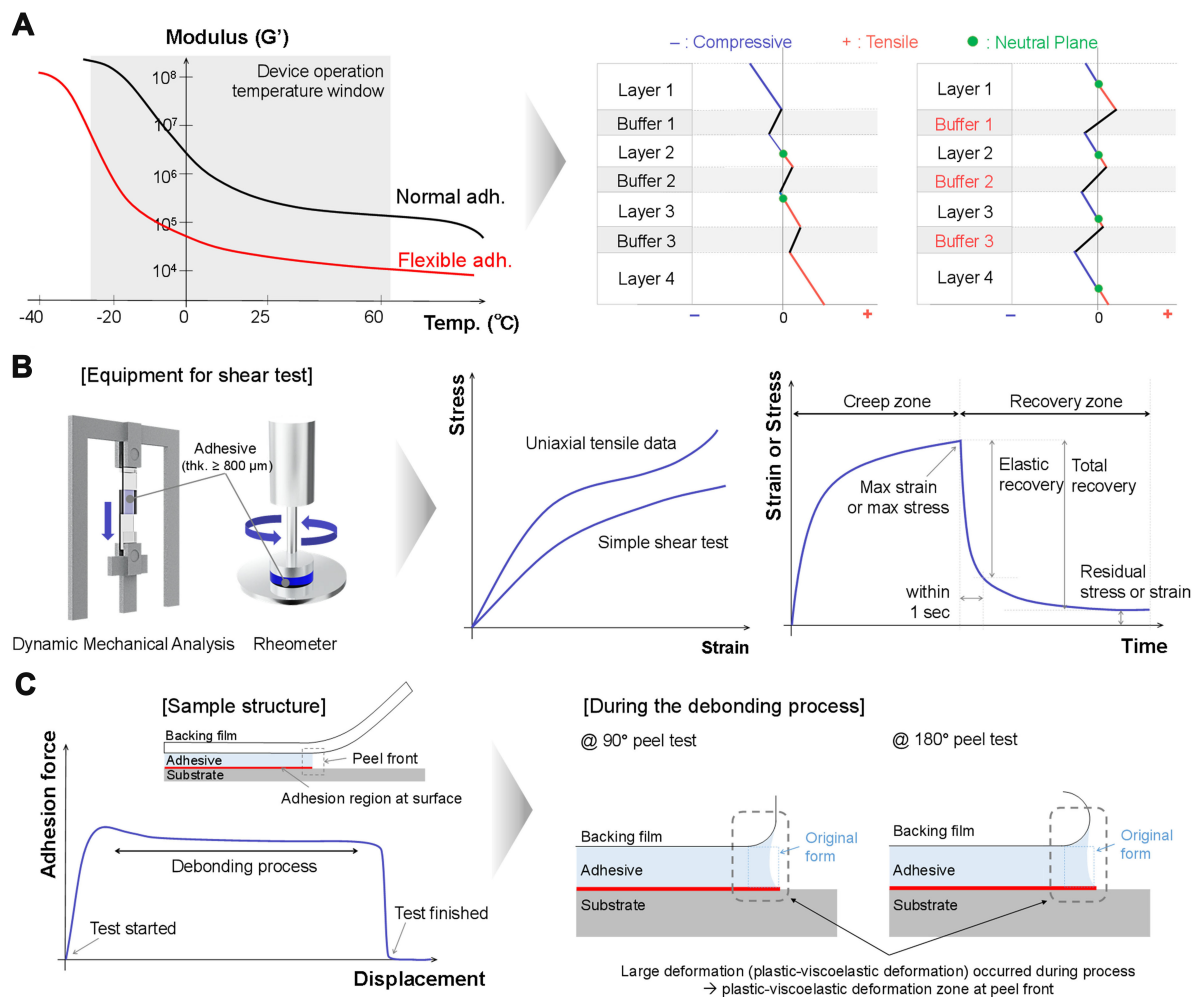 A
Modulus (G’)
Device operation
temperature window
10⁸
10⁷
10⁶
10⁵
10⁴
Normal adh.
Flexible adh.
-40
-20
0
25
60
Temp. (°C)
– : Compressive
+ : Tensile
: Neutral Plane
Layer 1
Buffer 1
Layer 2
Buffer 2
Layer 3
Buffer 3
Layer 4
–
0
+
Layer 1
Buffer 1
Layer 2
Buffer 2
Layer 3
Buffer 3
Layer 4
–
0
+
B
[Equipment for shear test]
Adhesive
(thk. ≥ 800 μm)
Dynamic Mechanical Analysis
Rheometer
Stress
Uniaxial tensile data
Simple shear test
Strain
Strain or Stress
Creep zone
Recovery zone
Max strain
or max stress
Elastic
recovery
Total
recovery
within
1 sec
Residual
stress or strain
Time
C
[Sample structure]
Backing film
Adhesive
Substrate
Peel front
Adhesion region at surface
Adhesion force
Debonding process
Test started
Test finished
Displacement
[During the debonding process]
@ 90° peel test
Backing film
Adhesive
Substrate
Original
form
@ 180° peel test
Backing film
Adhesive
Substrate
Original
form
Large deformation (plastic-viscoelastic deformation) occurred during process
→ plastic-viscoelastic deformation zone at peel front